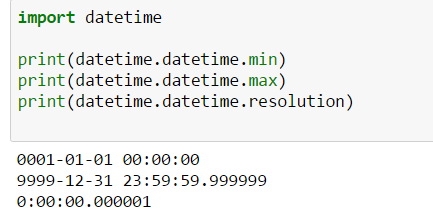 import datetime
print(datetime.datetime.min)
print(datetime.datetime.max)
print(datetime.datetime.resolution)
0001-01-01 00:00:00
9999-12-31 23:59:59.999999
0:00:00.000001